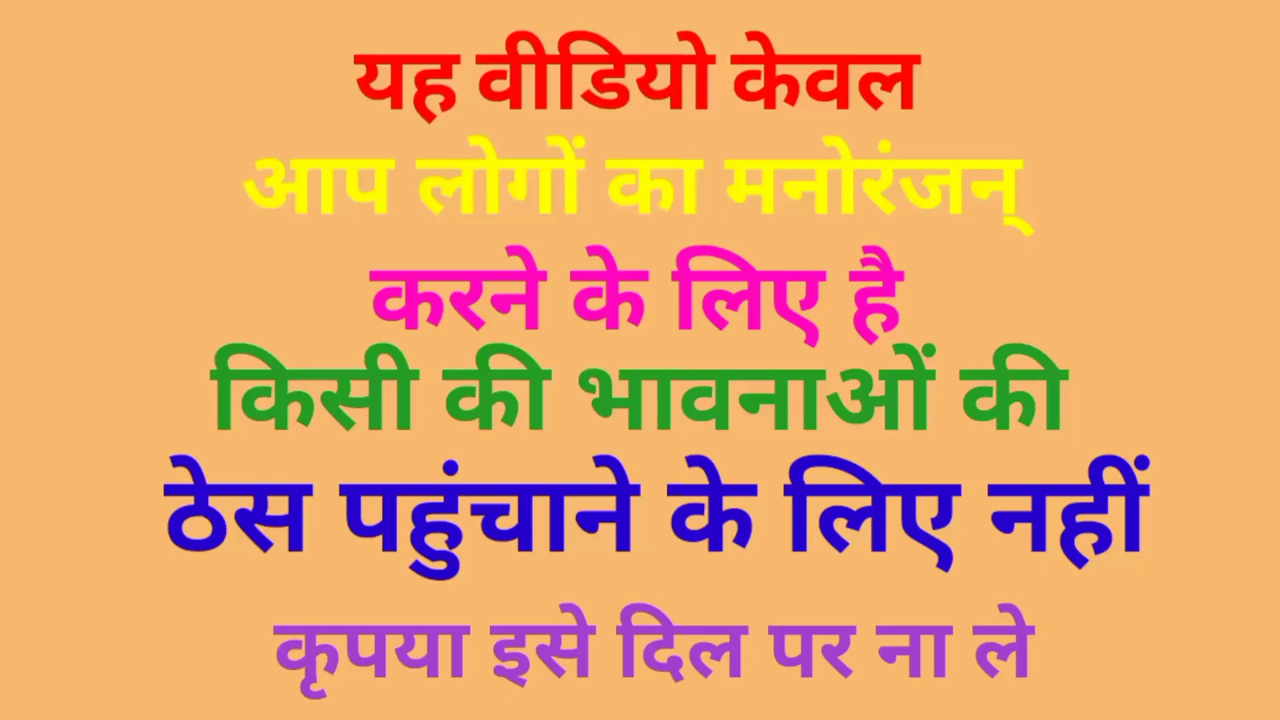 यह वीडियो केवल
आप लोगों का मनोरंजन्
करने के लिए है
किसी की भावनाओं की
ठेस पहुंचाने के लिए नहीं
कृपया इसे दिल पर ना ले